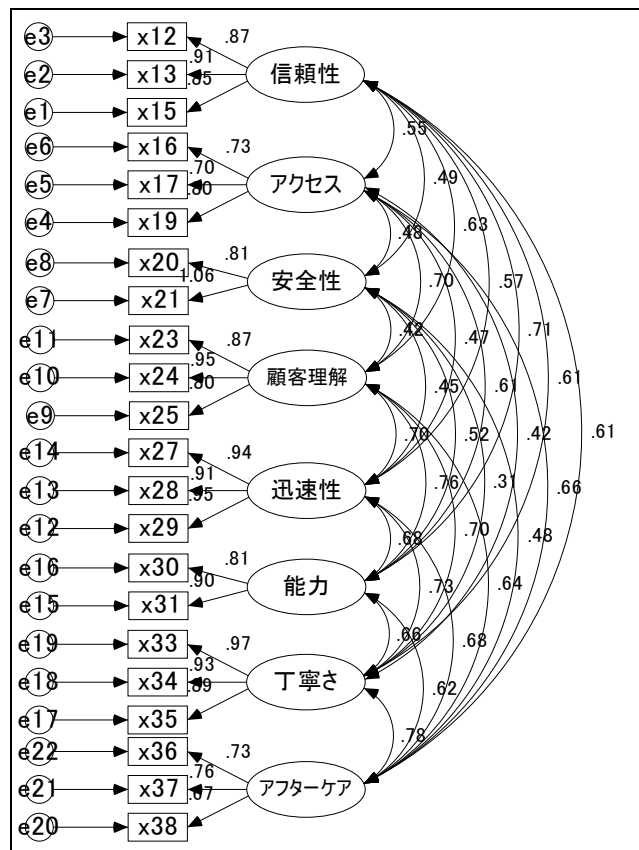 e3 x12 .87
e2 x13 .91 信頼性
.85
e1 x15
.55
e6 x16 .73
.70 アクセス .49
e5 x17 .80
.63
e4 x19 .48
e8 x20 .81 .70 .57
1.06 安全性
e7 x21
.71
e11 x23 .87 .42 .47
.95 顧客理解 .61
e10 x24 .80 .45 .61
e9 x25
.52 .42 .61
e14 x27 .94
.91 .76 .31 .66
e13 x28 .95 迅速性
e12 x29 .70
.68 .48
e16 x30 .81 .73 .64
.90 能力
e15 x31
e19 x33 .97 .66 .68
.93 丁寧さ
e18 x34 .89
.62
e17 x35
.78
e22 x36 .73
.76
e21 x37 .67 アフターケア
e20 x38